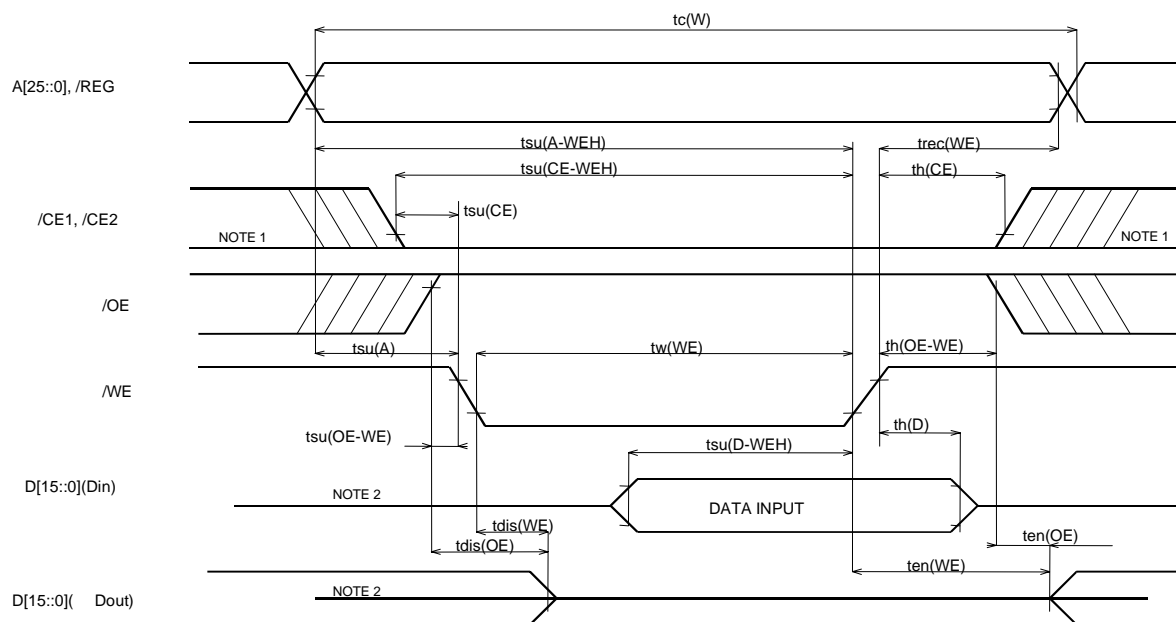 tc(W)
A[25::0], /REG
tsu(A-WEH)
trec(WE)
tsu(CE-WEH)
th(CE)
/CE1, /CE2
tsu(CE)
NOTE 1
NOTE 1
/OE
tsu(A)
tw(WE)
th(OE-WE)
/WE
tsu(OE-WE)
th(D)
tsu(D-WEH)
D[15::0](Din)
NOTE 2
DATA INPUT
tdis(WE)
tdis(OE)
ten(OE)
ten(WE)
NOTE 2
D[15::0]( Dout)